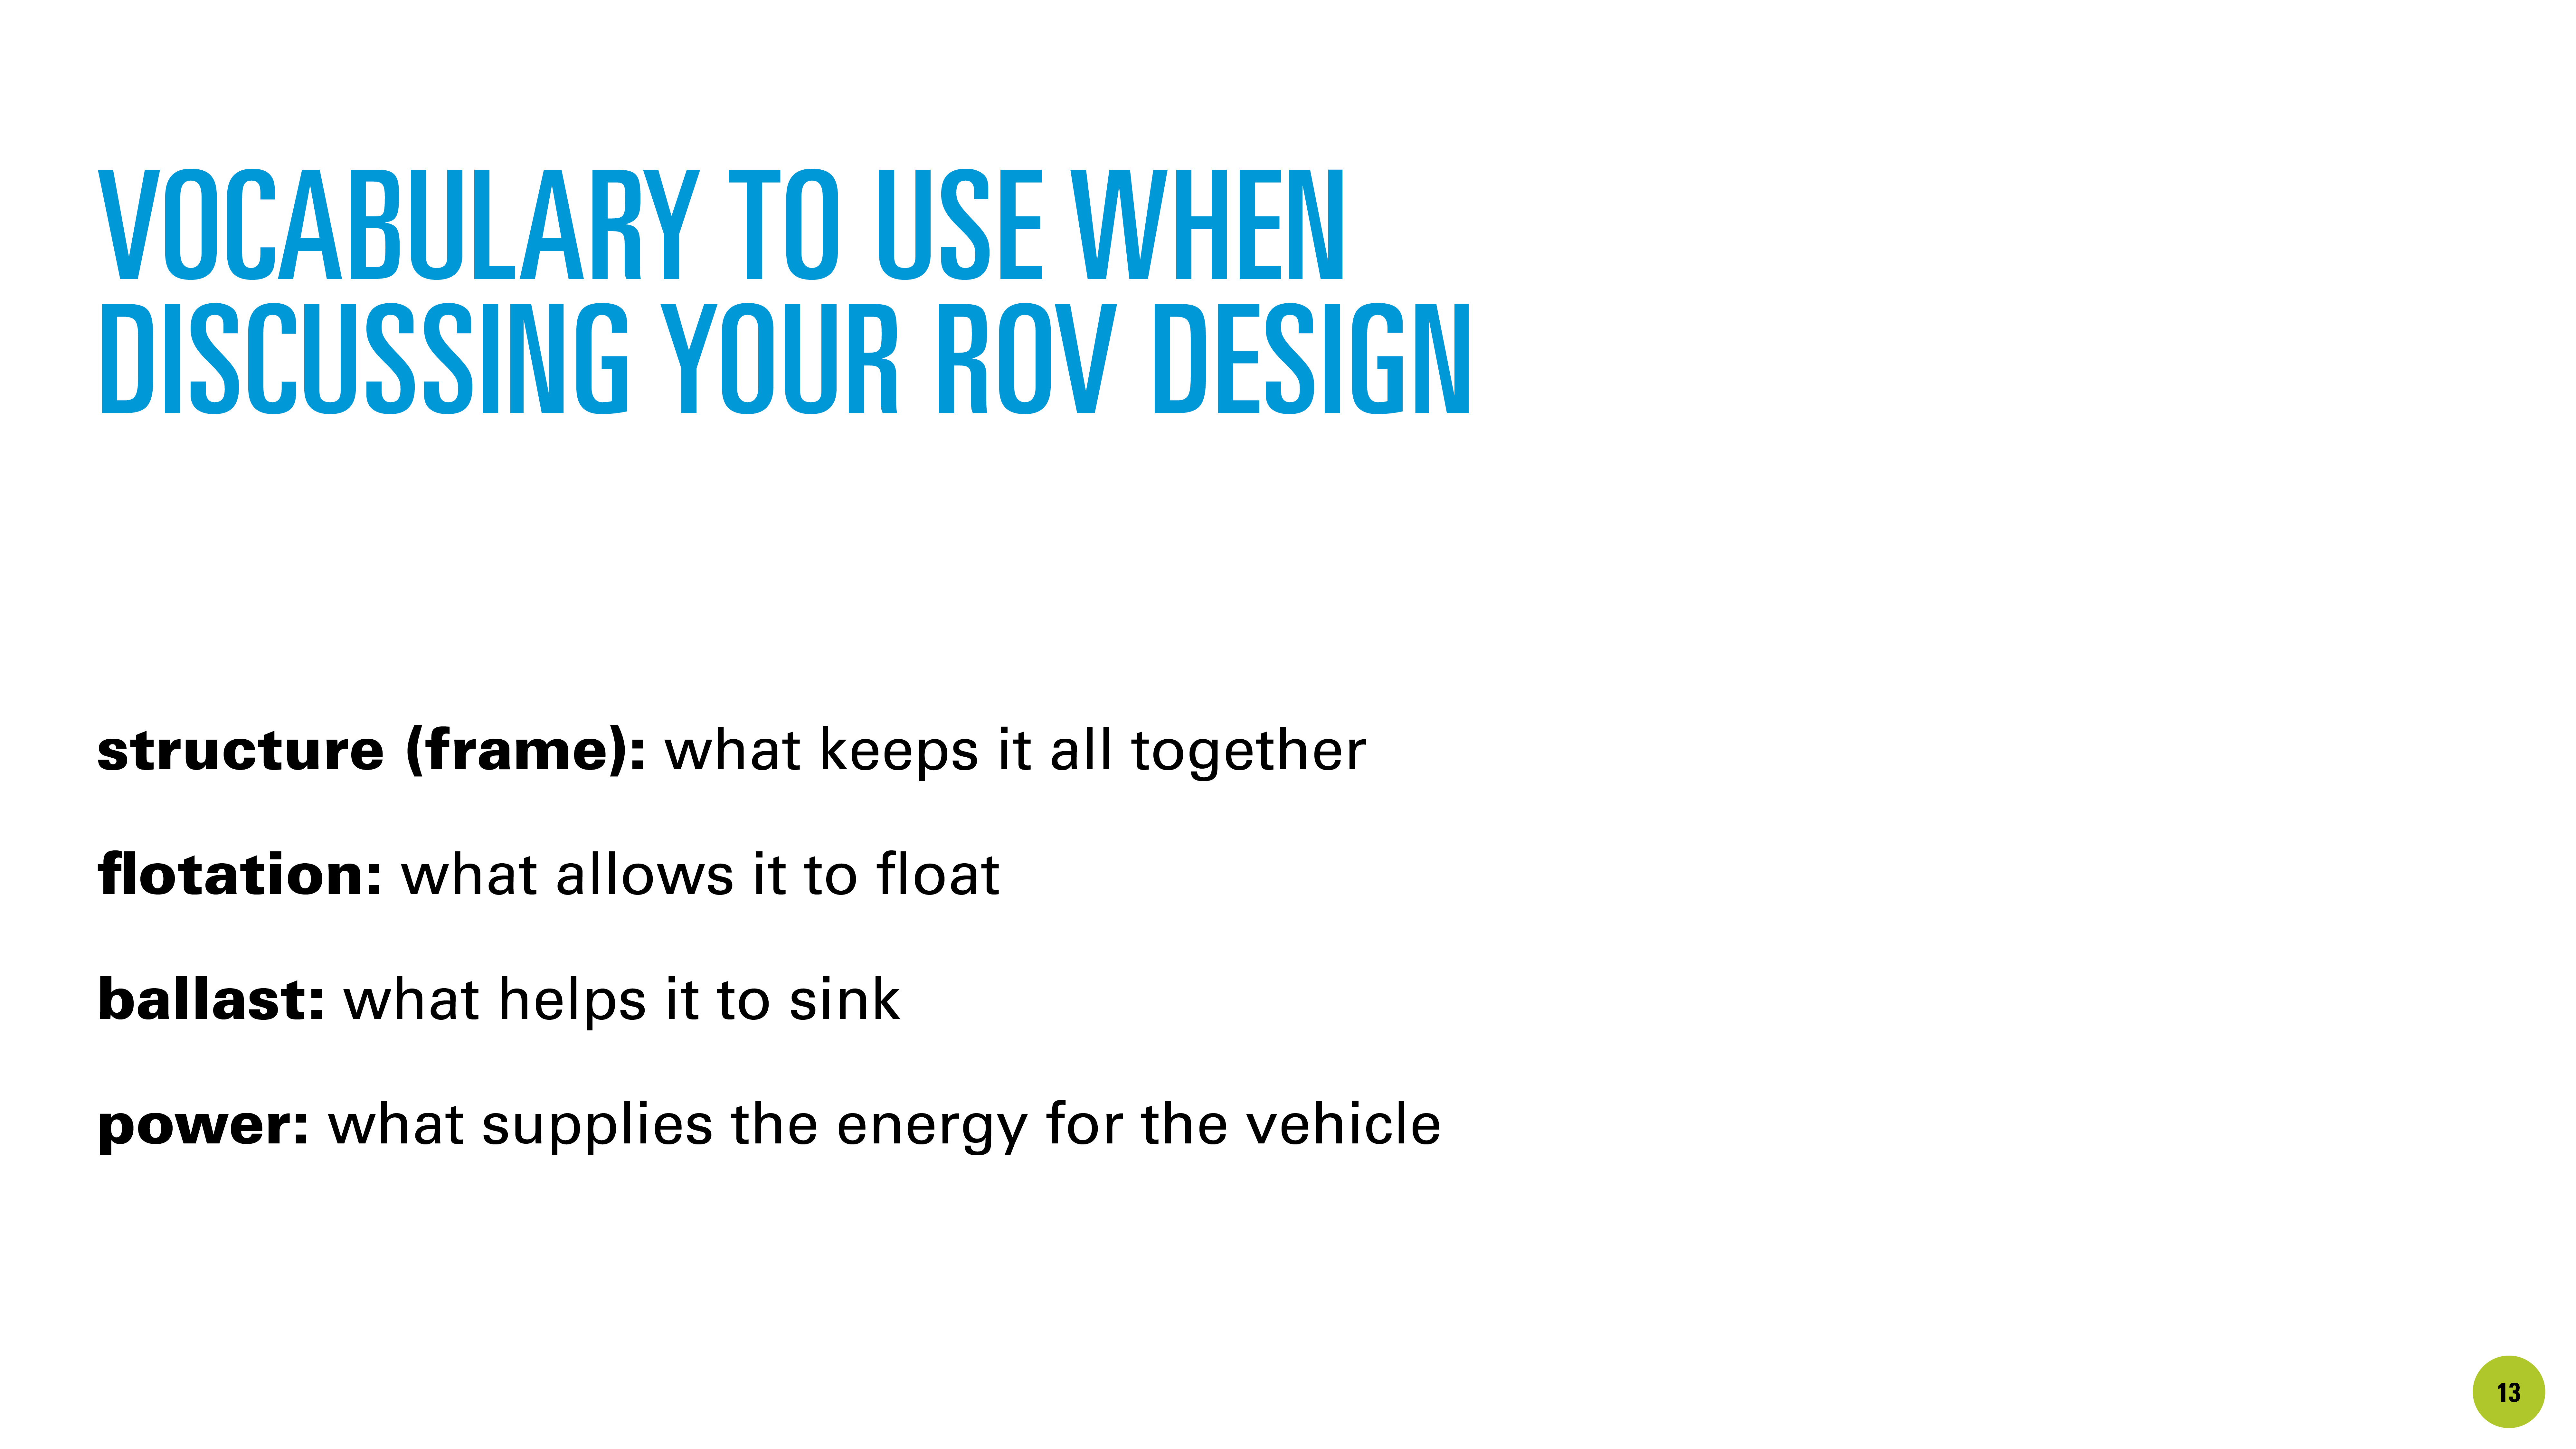 VOCABULARY TO USE WHEN
DISCUSSING YOUR ROV DESIGN
structure (frame): what keeps it all together
flotation: what allows it to float
ballast: what helps it to sink
power: what supplies the energy for the vehicle
13